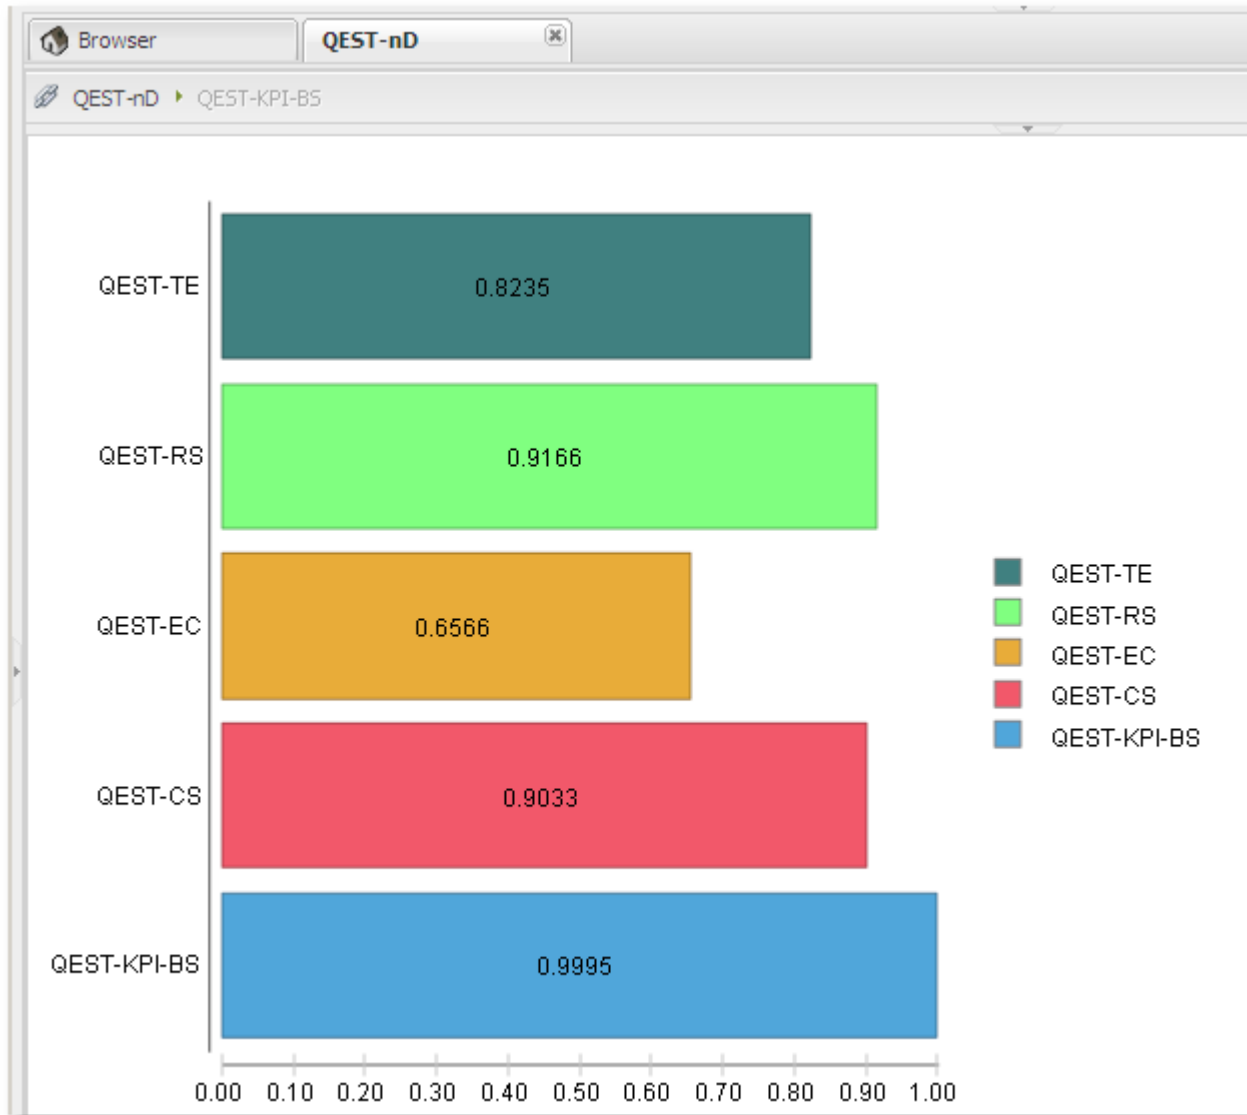 Browser
QEST-nD
QEST-nD QEST-KPI-BS
QEST-TE
0.8235
QEST-RS
0.9166
QEST-EC
0.6566
QEST-CS
0.9033
QEST-KPI-BS
0.9995
0.00 0.10 0.20 0.30 0.40 0.50 0.60 0.70 0.80 0.90 1.00
QEST-TE
QEST-RS
QEST-EC
QEST-CS
QEST-KPI-BS